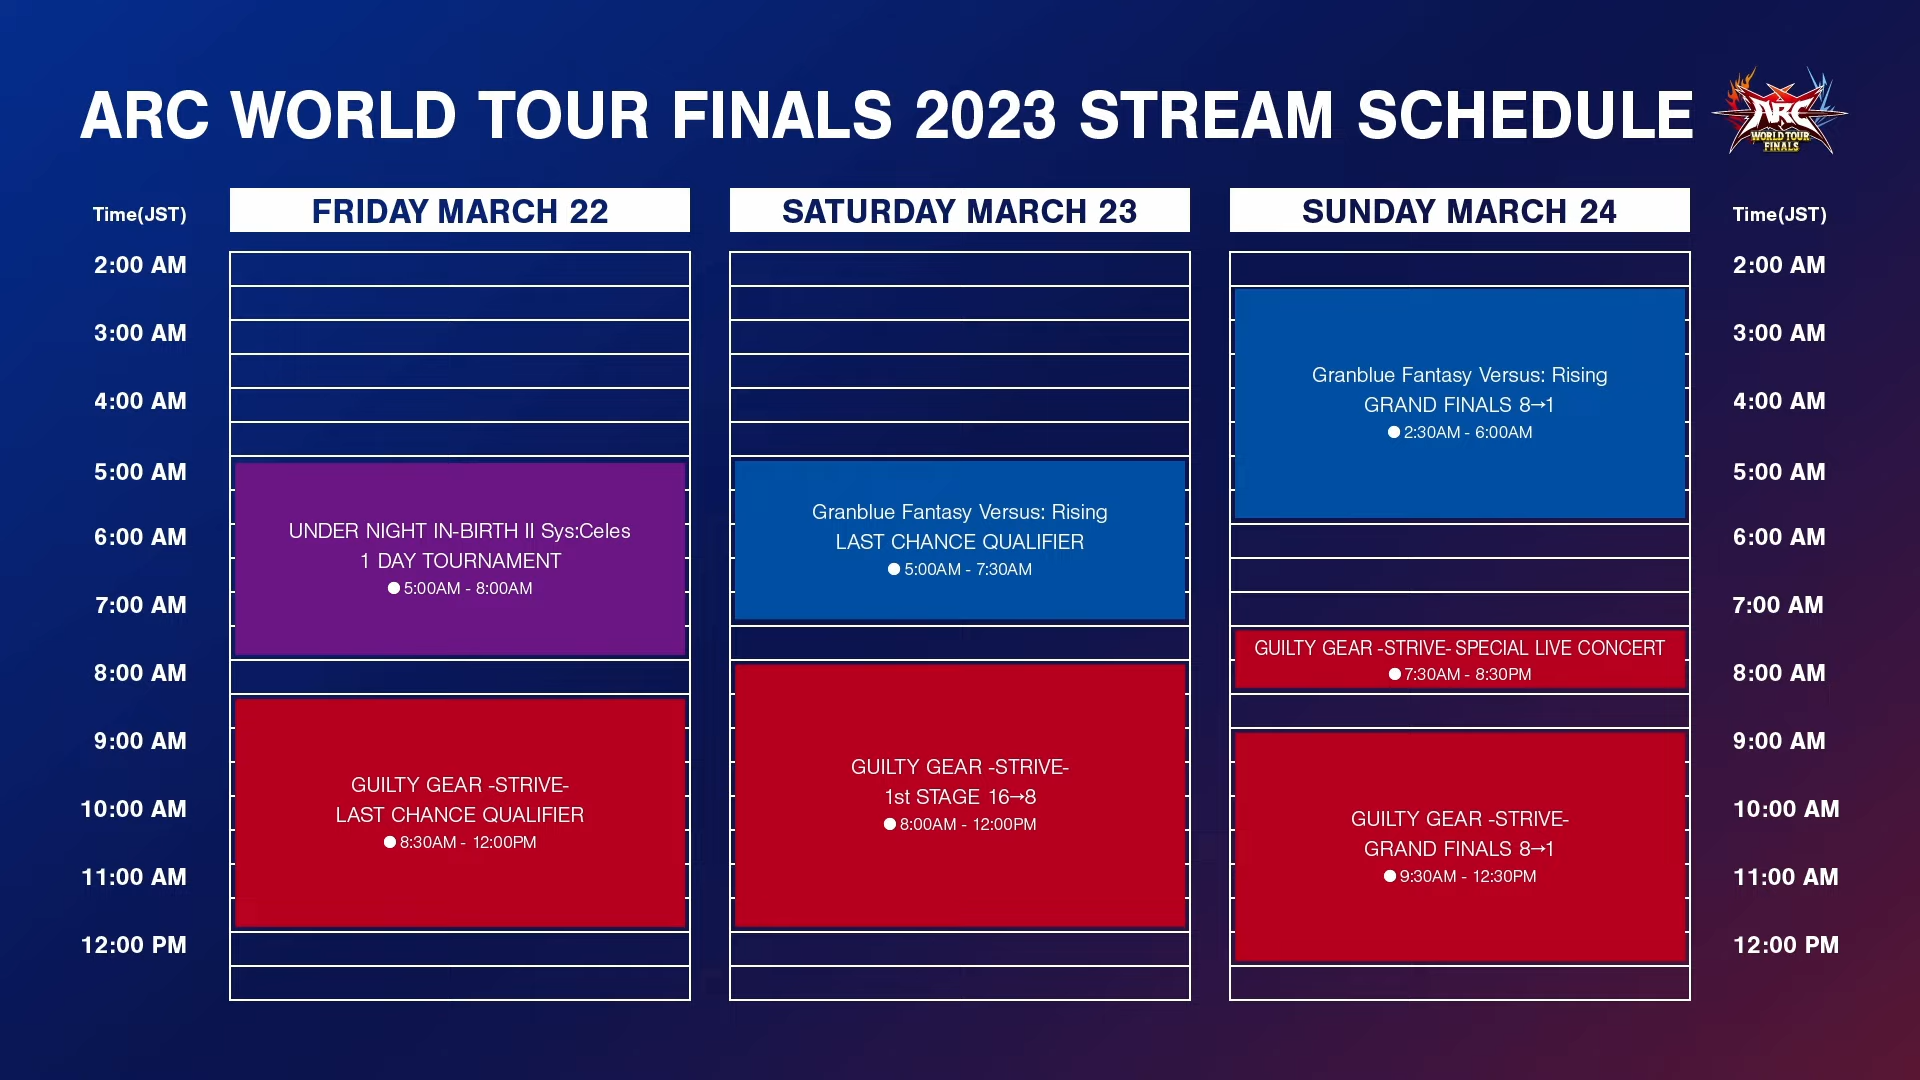 ARC WORLD TOUR FINALS 2023 STREAM SCHEDULE
ARC
WORLD TOUR
FINALS
Time(JST)
FRIDAY MARCH 22
SATURDAY MARCH 23
SUNDAY MARCH 24
Time(JST)
2:00 AM
3:00 AM
4:00 AM
5:00 AM
6:00 AM
7:00 AM
8:00 AM
9:00 AM
10:00 AM
11:00 AM
12:00 PM
UNDER NIGHT IN-BIRTH II Sys:Celes
1 DAY TOURNAMENT
●5:00AM - 8:00AM
GUILTY GEAR -STRIVE-
LAST CHANCE QUALIFIER
●8:30AM - 12:00PM
Granblue Fantasy Versus: Rising
LAST CHANCE QUALIFIER
●5:00AM - 7:30AM
GUILTY GEAR -STRIVE-
1st STAGE 16→8
●8:00AM - 12:00PM
Granblue Fantasy Versus: Rising
GRAND FINALS 8→1
●2:30AM - 6:00AM
GUILTY GEAR -STRIVE- SPECIAL LIVE CONCERT
●7:30AM - 8:30PM
GUILTY GEAR -STRIVE-
GRAND FINALS 8→1
●9:30AM - 12:30PM
2:00 AM
3:00 AM
4:00 AM
5:00 AM
6:00 AM
7:00 AM
8:00 AM
9:00 AM
10:00 AM
11:00 AM
12:00 PM